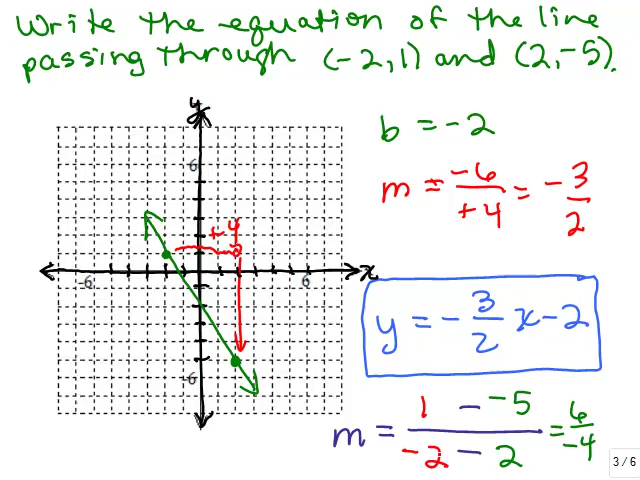 Write the equation of the line
passing through (-2,1) and (2,-5).
y
b = -2
6
m = -6/+4 = -3/2
+4
x
-6
6
y = -3/2 x - 2
-6
m = 1 - -5 / -2 - 2 = 6/-4
3/6